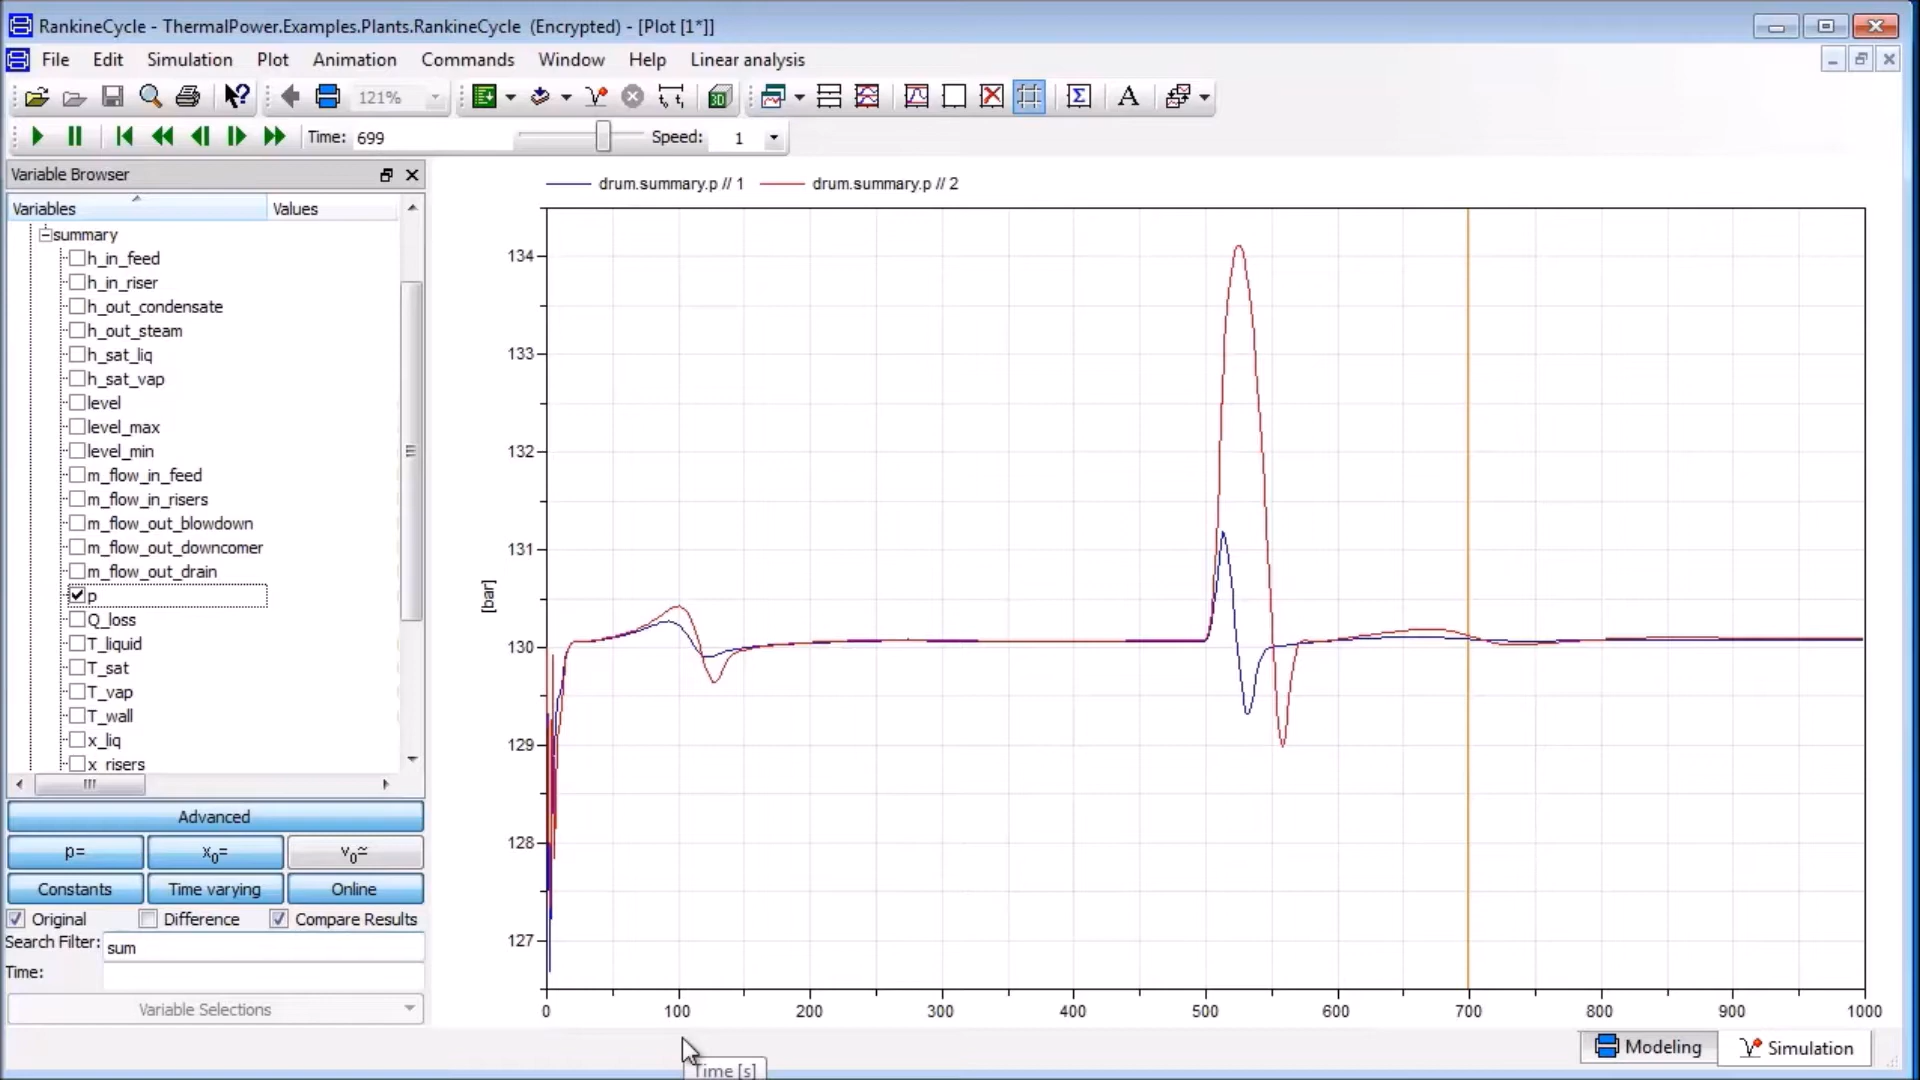 RankineCycle - ThermalPower.Examples.Plants.RankineCycle (Encrypted) - [Plot [1*]]
File Edit Simulation Plot Animation Commands Window Help Linear analysis
121% 3D Σ A
Time: 699 Speed: 1
Variable Browser
Variables Values
summary
h_in_feed
h_in_riser
h_out_condensate
h_out_steam
h_sat_liq
h_sat_vap
level
level_max
level_min
m_flow_in_feed
m_flow_in_risers
m_flow_out_blowdown
m_flow_out_downcomer
m_flow_out_drain
p
Q_loss
T_liquid
T_sat
T_vap
T_wall
x_liq
x_risers
Advanced
p= x₀= v₀≃
Constants Time varying Online
Original Difference Compare Results
Search Filter: sum
Time:
Variable Selections
drum.summary.p // 1 drum.summary.p // 2
134
133
132
131
130
129
128
127
[bar]
0 100 200 300 400 500 600 700 800 900 1000
Time [s]
Modeling Simulation